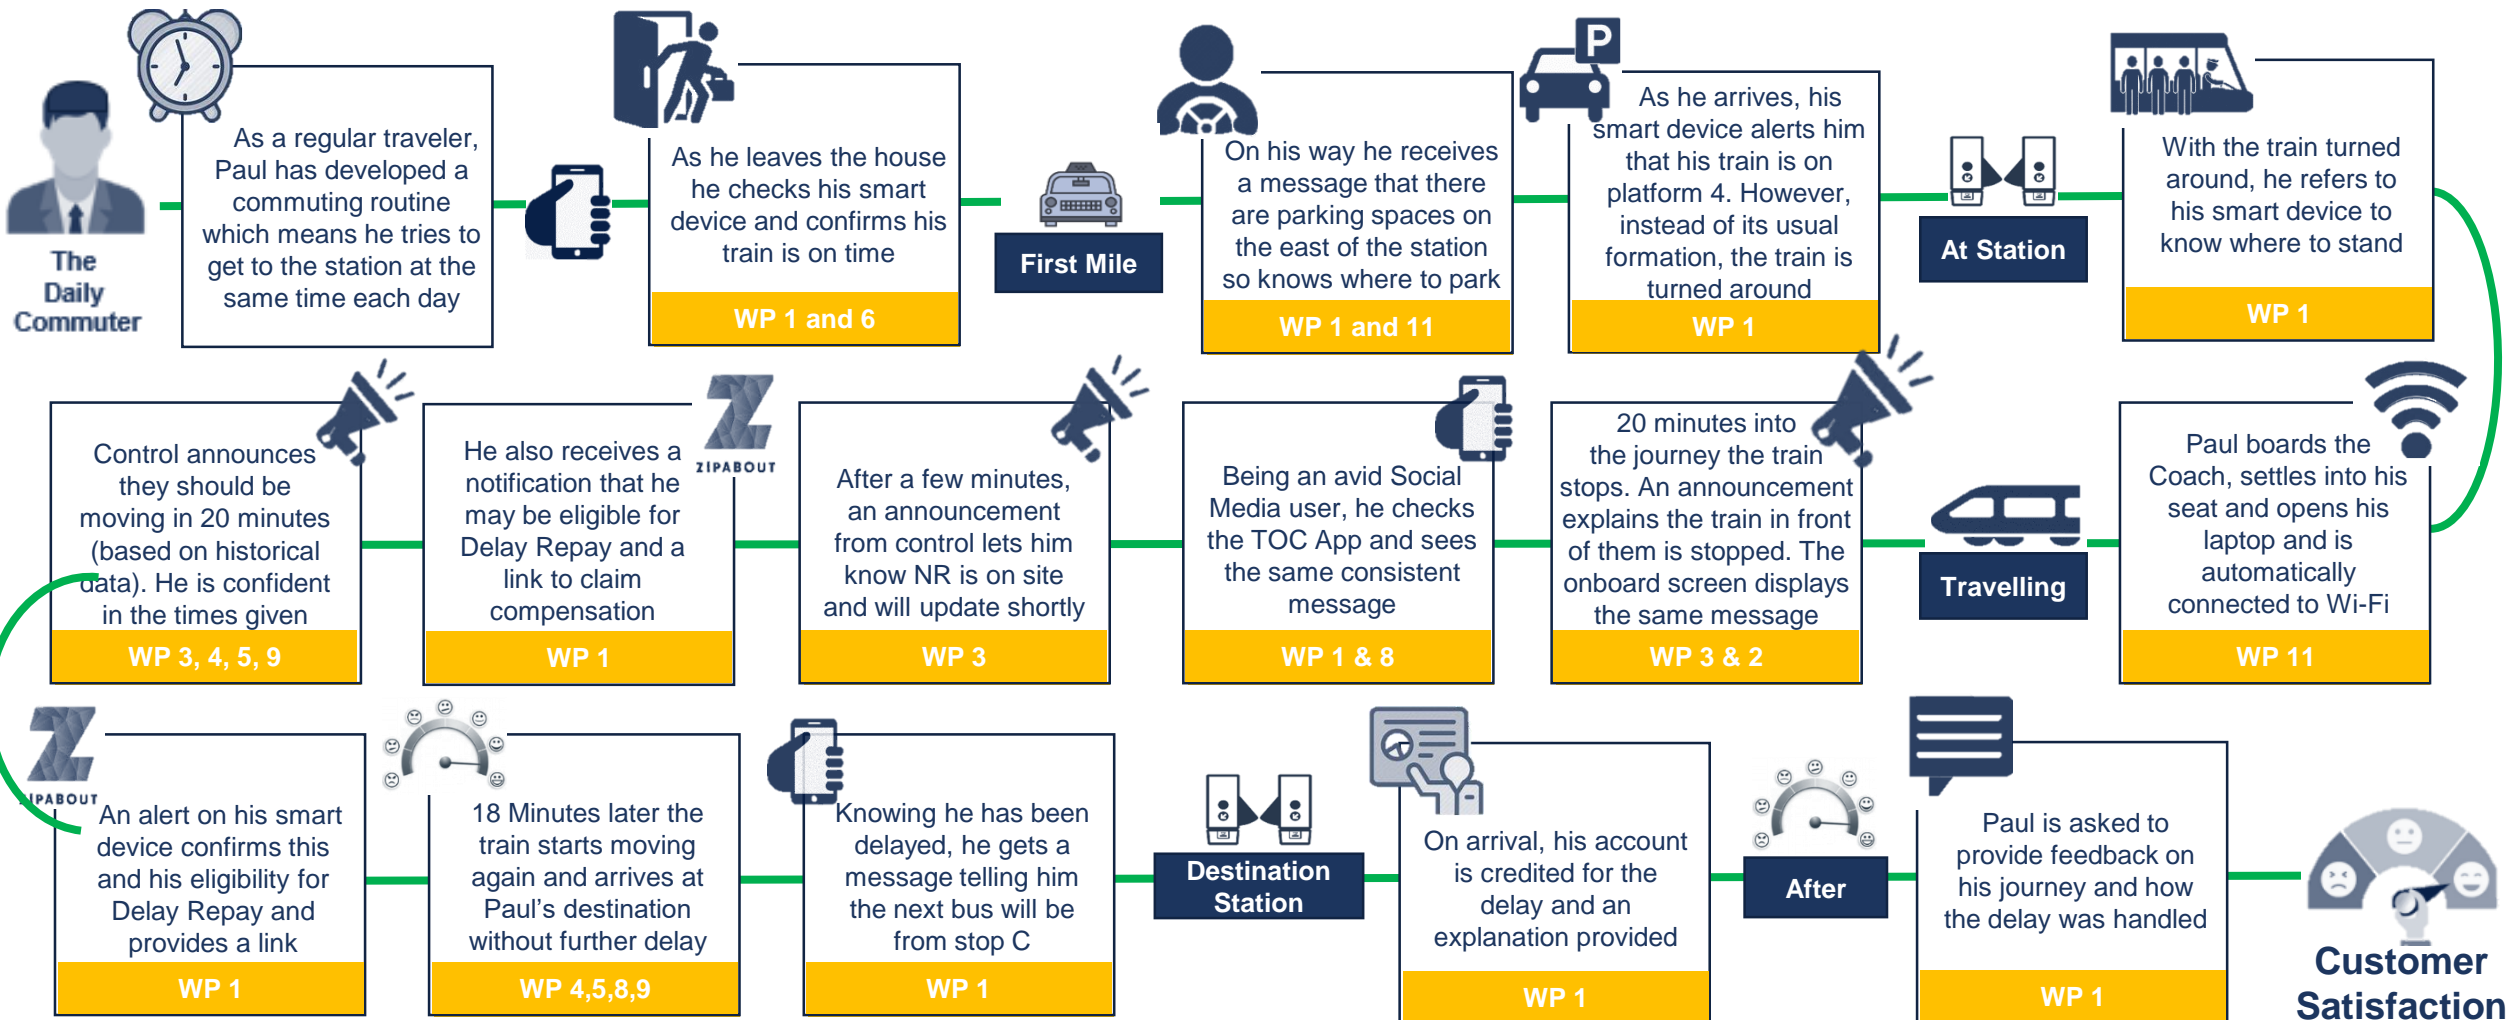 The
Daily
Commuter
As a regular traveler,
Paul has developed a
commuting routine
which means he tries to
get to the station at the
same time each day
As he leaves the house
he checks his smart
device and confirms his
train is on time
WP 1 and 6
First Mile
On his way he receives
a message that there
are parking spaces on
the east of the station
so knows where to park
WP 1 and 11
P
As he arrives, his
smart device alerts him
that his train is on
platform 4. However,
instead of its usual
formation, the train is
turned around
WP 1
At Station
With the train turned
around, he refers to
his smart device to
know where to stand
WP 1
Paul boards the
Coach, settles into his
seat and opens his
laptop and is
automatically
connected to Wi-Fi
WP 11
Travelling
20 minutes into
the journey the train
stops. An announcement
explains the train in front
of them is stopped. The
onboard screen displays
the same message
WP 3 & 2
Being an avid Social
Media user, he checks
the TOC App and sees
the same consistent
message
WP 1 & 8
After a few minutes,
an announcement
from control lets him
know NR is on site
and will update shortly
WP 3
ZIPABOUT
He also receives a
notification that he
may be eligible for
Delay Repay and a
link to claim
compensation
WP 1
Control announces
they should be
moving in 20 minutes
(based on historical
data). He is confident
in the times given
WP 3, 4, 5, 9
ZIPABOUT
An alert on his smart
device confirms this
and his eligibility for
Delay Repay and
provides a link
WP 1
18 Minutes later the
train starts moving
again and arrives at
Paul's destination
without further delay
WP 4,5,8,9
Knowing he has been
delayed, he gets a
message telling him
the next bus will be
from stop C
WP 1
Destination
Station
On arrival, his account
is credited for the
delay and an
explanation provided
WP 1
After
Paul is asked to
provide feedback on
his journey and how
the delay was handled
WP 1
Customer
Satisfaction